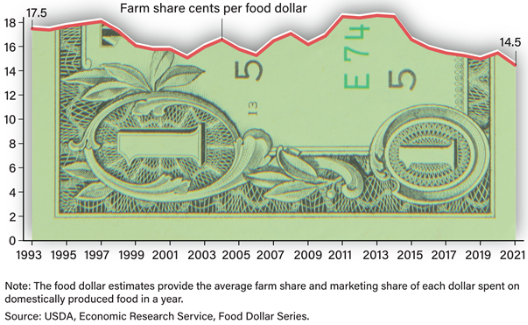 Farm share cents per food dollar
17.5
14.5
18
16
14
12
10
8
6
4
2
0
5
13
E 74
5
1
1
1993 1995 1997 1999 2001 2003 2005 2007 2009 2011 2013 2015 2017 2019 2021
Note: The food dollar estimates provide the average farm share and marketing share of each dollar spent on
domestically produced food in a year.
Source: USDA, Economic Research Service, Food Dollar Series.